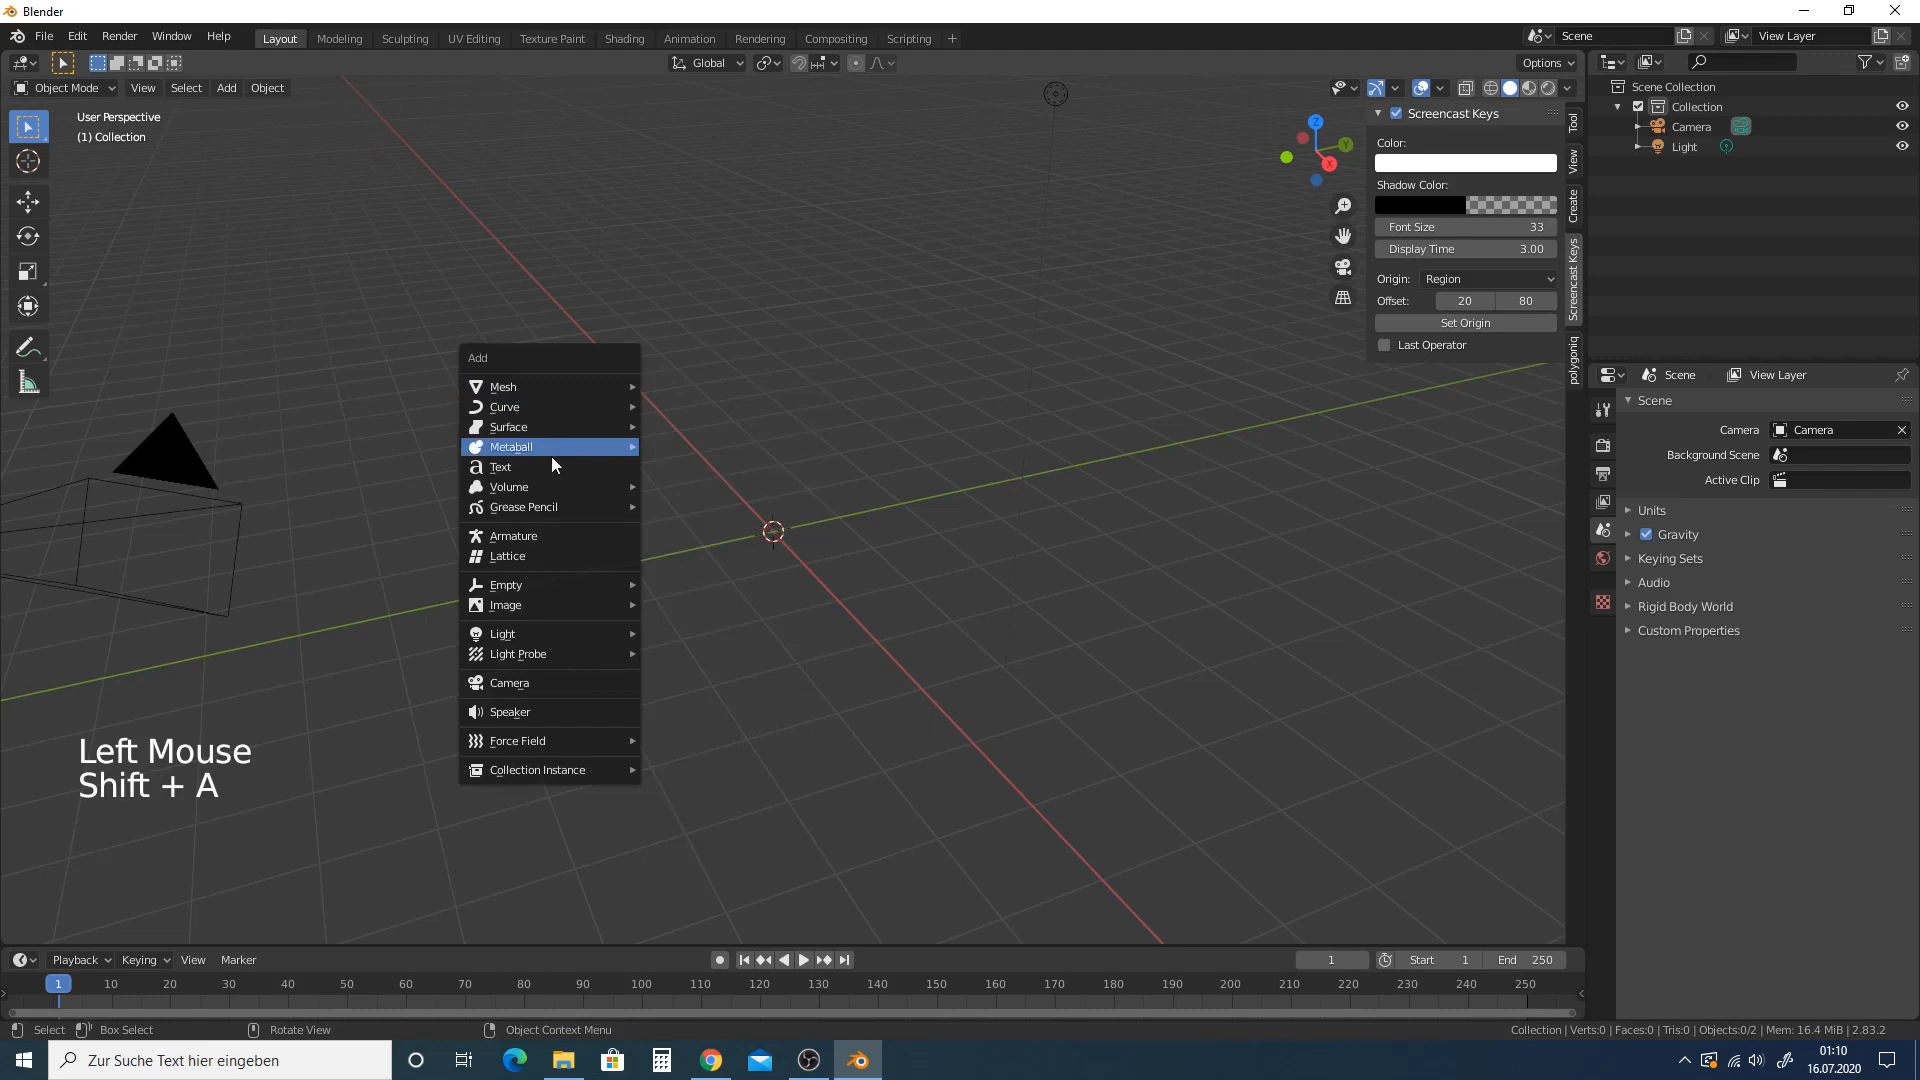 Blender
File Edit Render Window Help
Layout Modeling Sculpting UV Editing Texture Paint Shading Animation Rendering Compositing Scripting +
Scene
View Layer
Global
Options
Object Mode View Select Add Object
User Perspective
(1) Collection
Z
Y
X
Screencast Keys
Color:
Shadow Color:
Font Size 33
Display Time 3.00
Origin: Region
Offset: 20 80
Set Origin
Last Operator
Tool
View
Create
Screencast Keys
polygoniq
Scene Collection
Collection
Camera
Light
Scene View Layer
Scene
Camera Camera
Background Scene
Active Clip
Units
Gravity
Keying Sets
Audio
Rigid Body World
Custom Properties
Add
Mesh
Curve
Surface
Metaball
Text
Volume
Grease Pencil
Armature
Lattice
Empty
Image
Light
Light Probe
Camera
Speaker
Force Field
Collection Instance
Left Mouse
Shift + A
Playback Keying View Marker
1
Start 1
End 250
1 10 20 30 40 50 60 70 80 90 100 110 120 130 140 150 160 170 180 190 200 210 220 230 240 250
Select Box Select Rotate View Object Context Menu
Collection | Verts:0 | Faces:0 | Tris:0 | Objects:0/2 | Mem: 16.4 MiB | 2.83.2
Zur Suche Text hier eingeben
01:10
16.07.2020